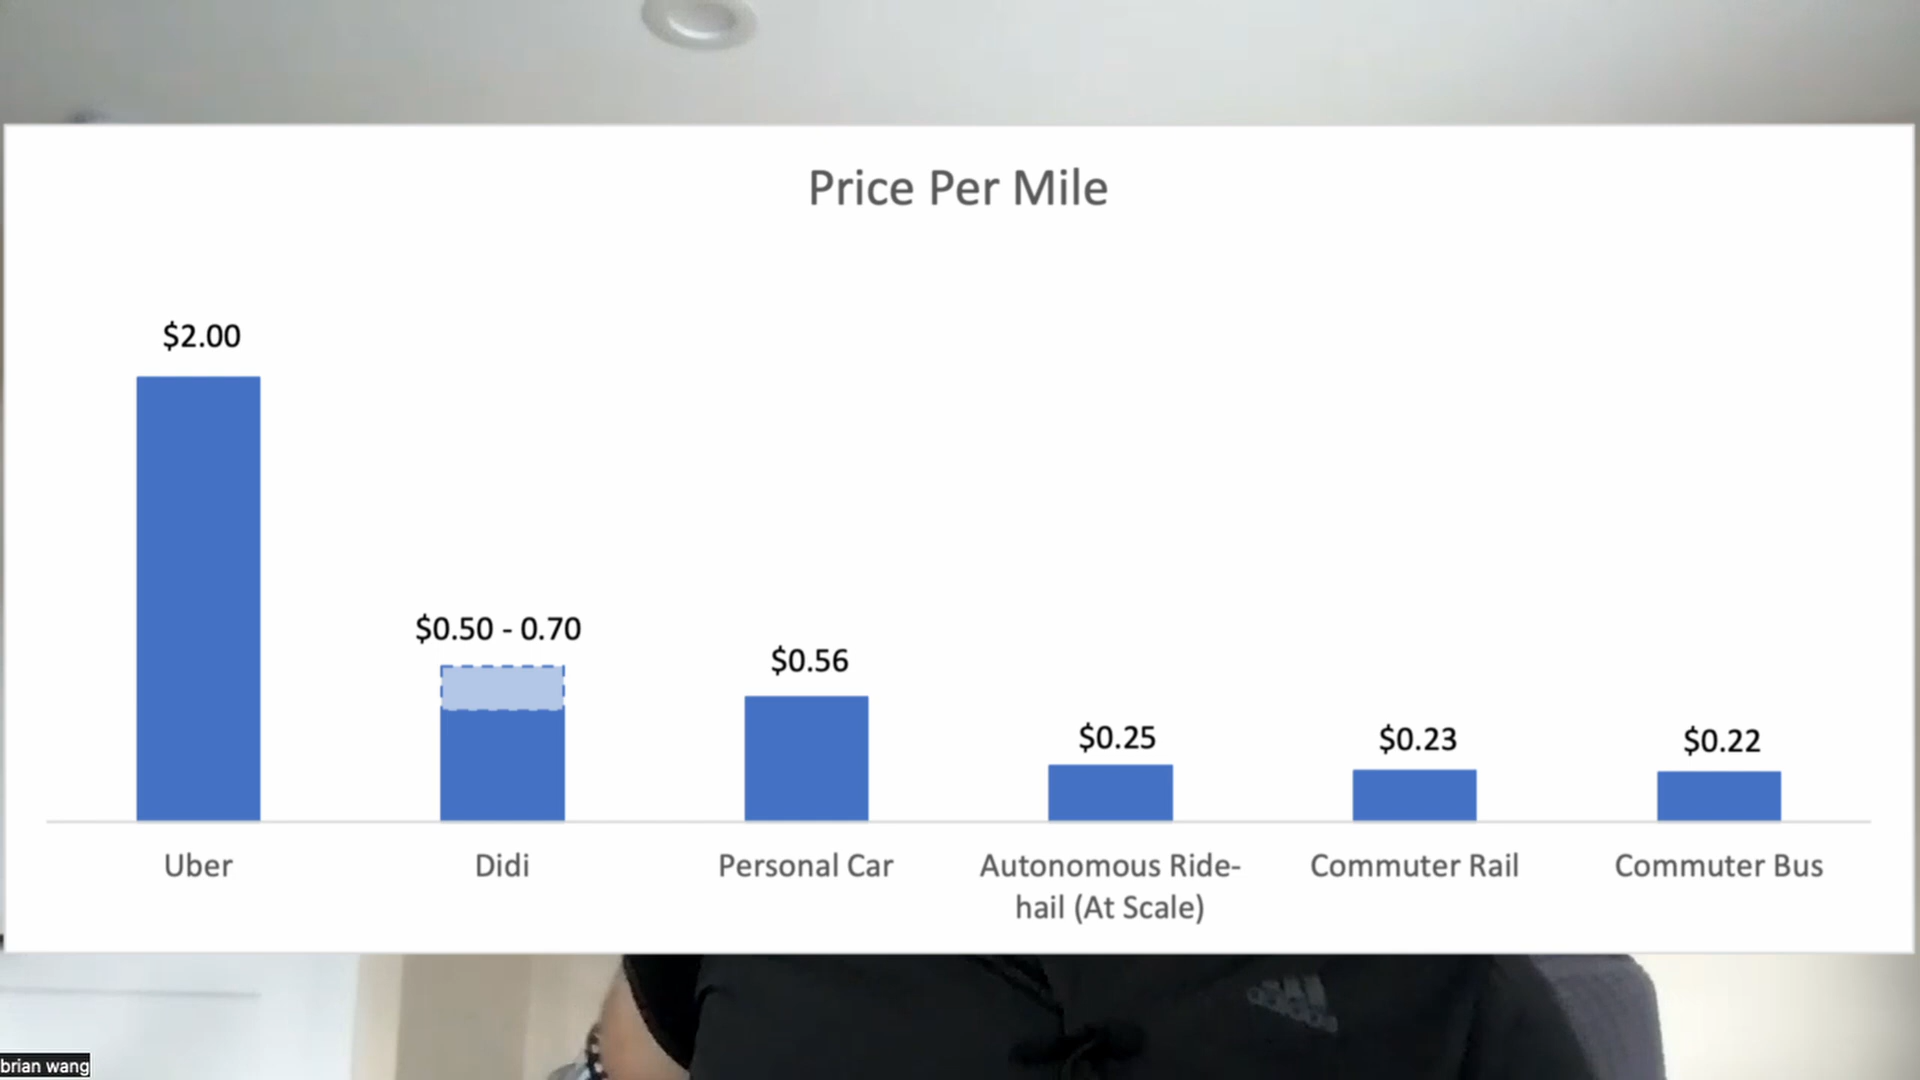 Price Per Mile
$2.00
$0.50 - 0.70
$0.56
$0.25
$0.23
$0.22
Uber
Didi
Personal Car
Autonomous Ride-
hail (At Scale)
Commuter Rail
Commuter Bus
brian wang